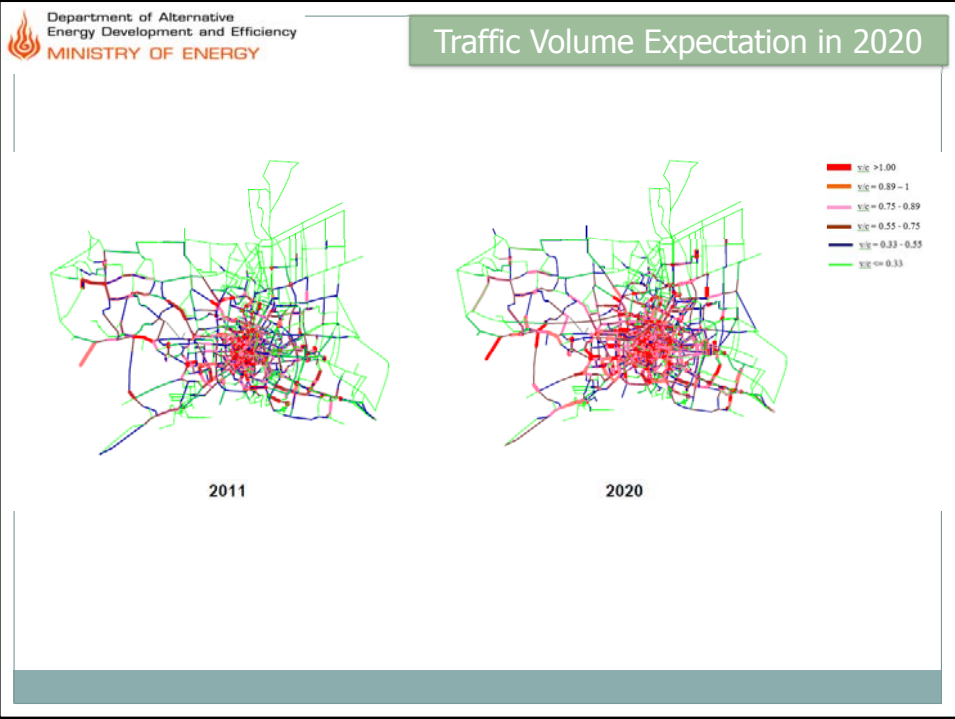 Department of Alternative
Energy Development and Efficiency
MINISTRY OF ENERGY
Traffic Volume Expectation in 2020
v/c >1.00
v/c = 0.89 – 1
v/c = 0.75 - 0.89
v/c = 0.55 - 0.75
v/c = 0.33 - 0.55
v/c <= 0.33
2011
2020